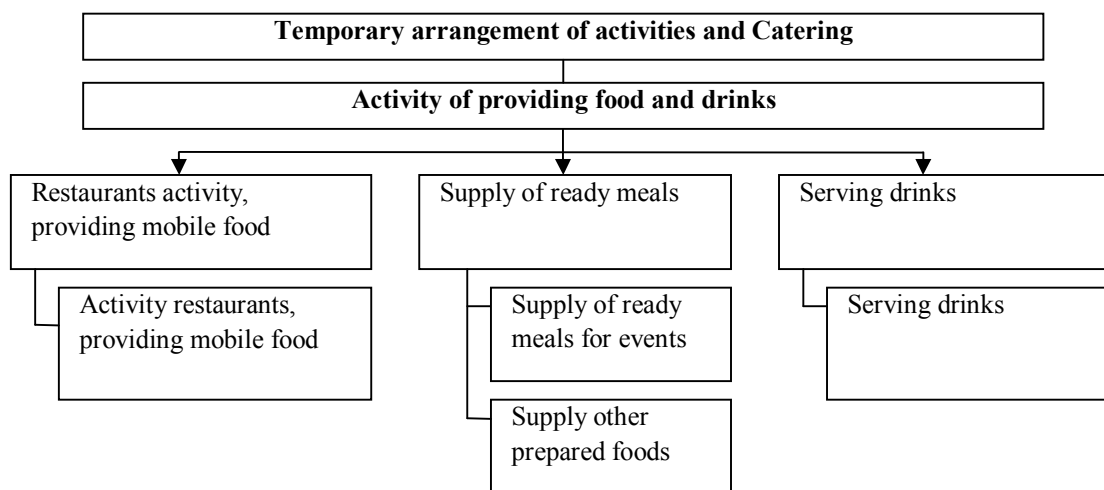 Temporary arrangement of activities and Catering
Activity of providing food and drinks
Restaurants activity,
providing mobile food
Activity restaurants,
providing mobile food
Supply of ready meals
Supply of ready
meals for events
Supply other
prepared foods
Serving drinks
Serving drinks